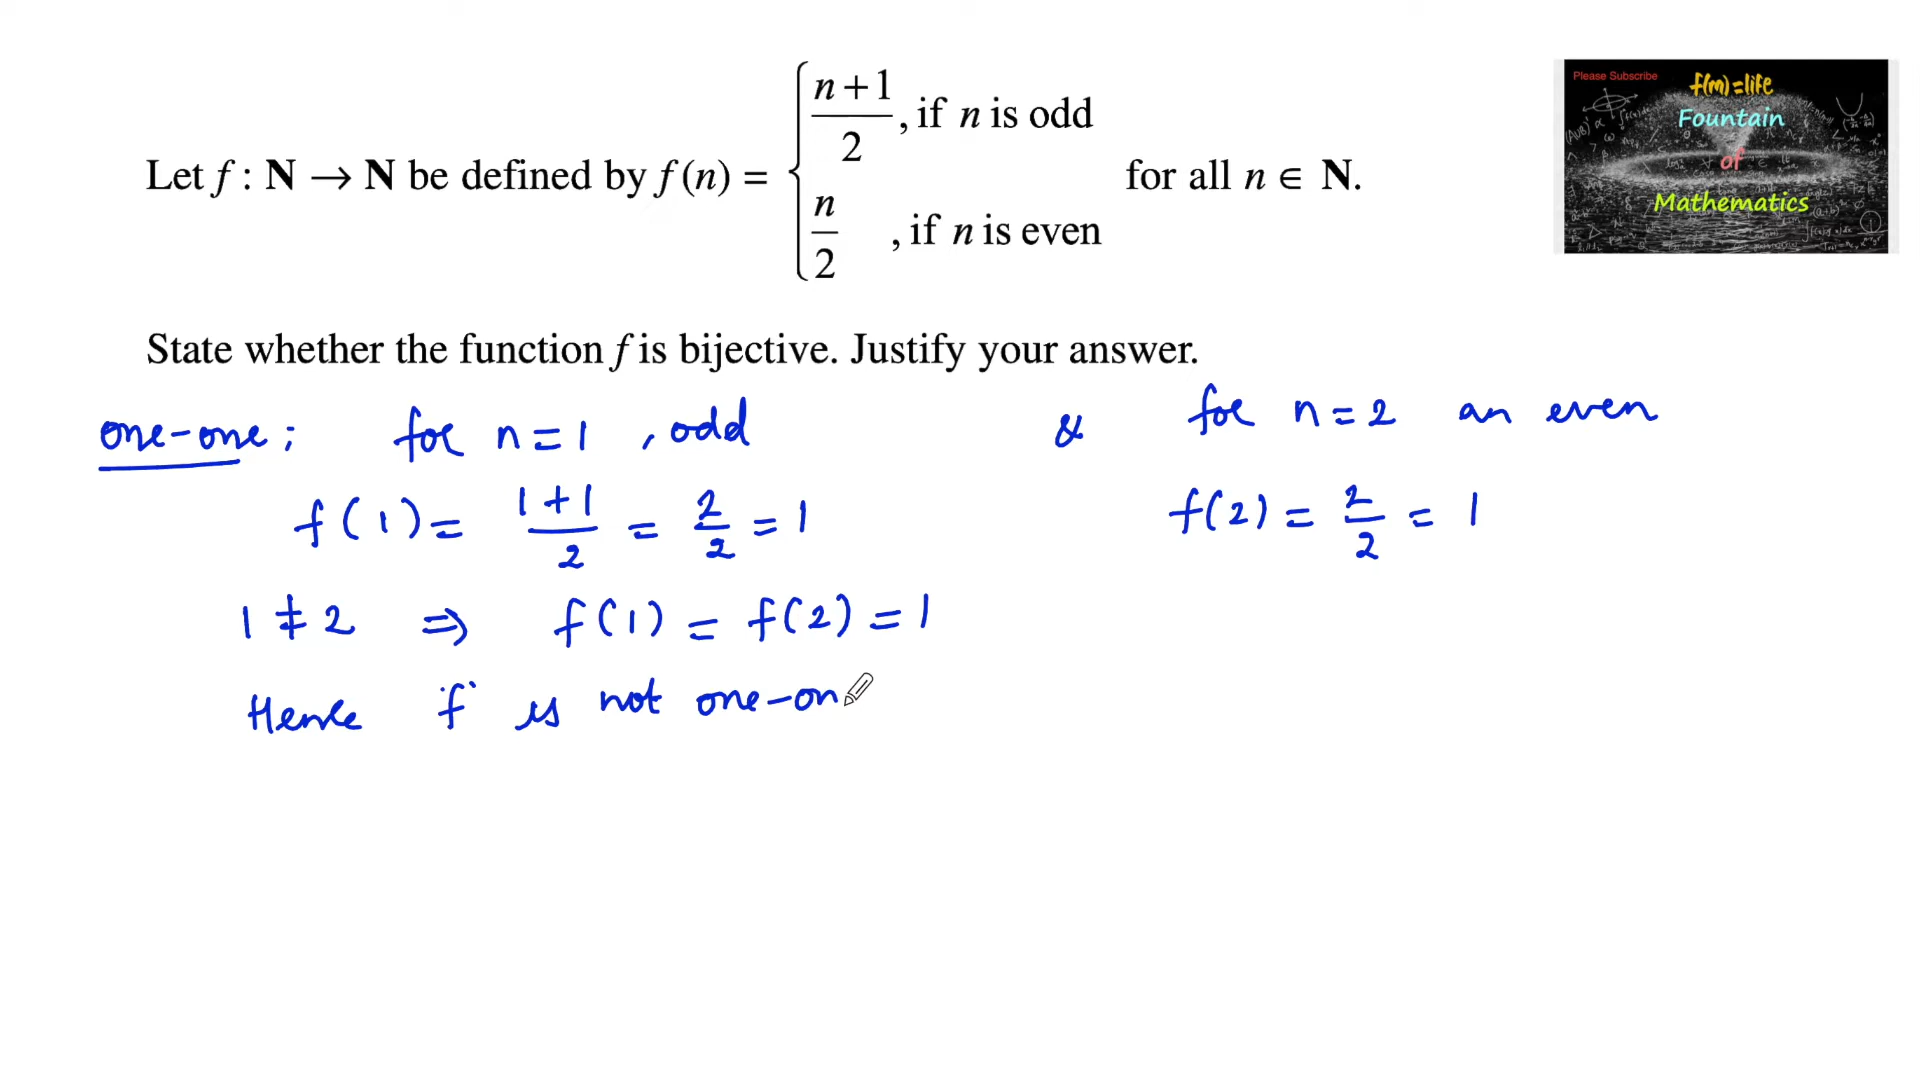 Please Subscribe
f(m)=life
Fountain
of
Mathematics
Let f : N → N be defined by f (n) = { n+1/2, if n is odd
n/2 , if n is even for all n ∈ N.
State whether the function f is bijective. Justify your answer.
one-one; for n=1 , odd & for n=2 an even
f(1) = 1+1/2 = 2/2 = 1 f(2) = 2/2 = 1
1 ≠ 2 ⇒ f(1) = f(2) = 1
Hence f is not one-on